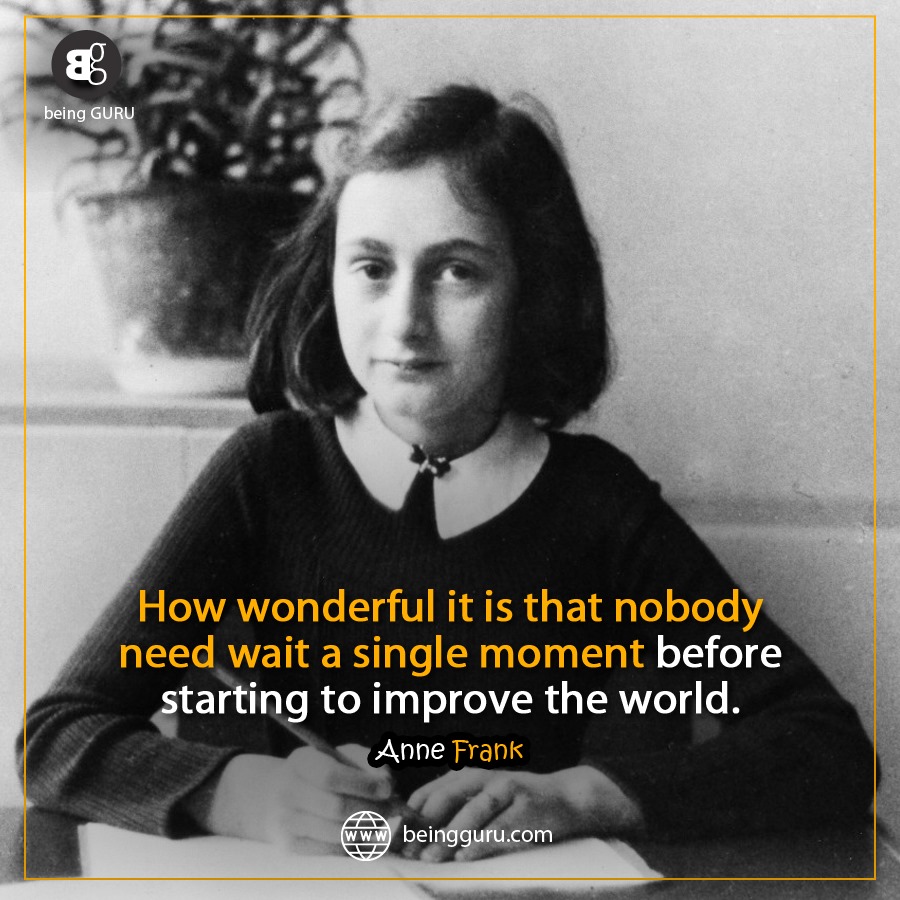 being GURU
How wonderful it is that nobody
need wait a single moment before
starting to improve the world.
Anne Frank
www beingguru.com